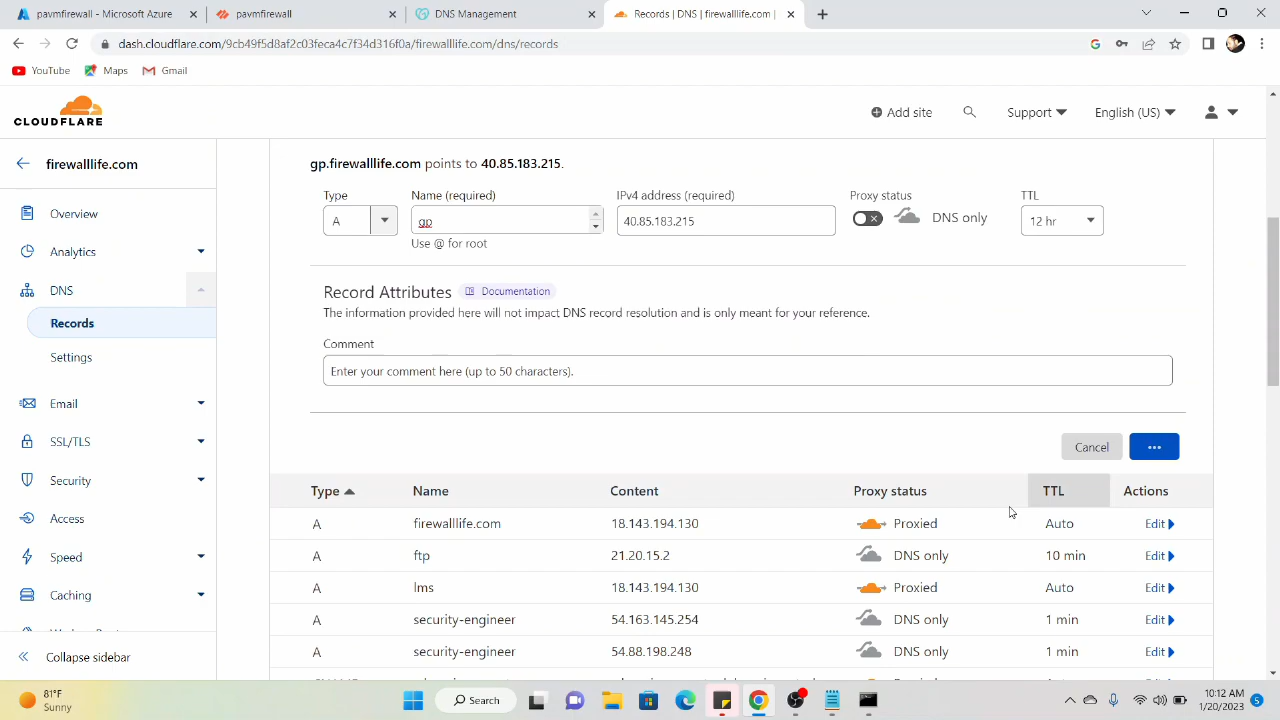 pavmfirewall - Microsoft Azure
pavmfirewall
DNS Management
Records | DNS | firewalllife.com |
dash.cloudflare.com/9cb49f5d8af2c03feca4c7f34d316f0a/firewalllife.com/dns/records
YouTube
Maps
Gmail
CLOUDFLARE
Add site
Support
English (US)
firewalllife.com
Overview
Analytics
DNS
Records
Settings
Email
SSL/TLS
Security
Access
Speed
Caching
Collapse sidebar
gp.firewalllife.com points to 40.85.183.215.
Type
Name (required)
IPv4 address (required)
Proxy status
TTL
A
gp
40.85.183.215
DNS only
12 hr
Use @ for root
Record Attributes
Documentation
The information provided here will not impact DNS record resolution and is only meant for your reference.
Comment
Enter your comment here (up to 50 characters).
Cancel
...
Type Name Content Proxy status TTL Actions
A firewalllife.com 18.143.194.130 Proxied Auto Edit
A ftp 21.20.15.2 DNS only 10 min Edit
A lms 18.143.194.130 Proxied Auto Edit
A security-engineer 54.163.145.254 DNS only 1 min Edit
A security-engineer 54.88.198.248 DNS only 1 min Edit
81°F
Sunny
Search
10:12 AM
1/20/2023
5